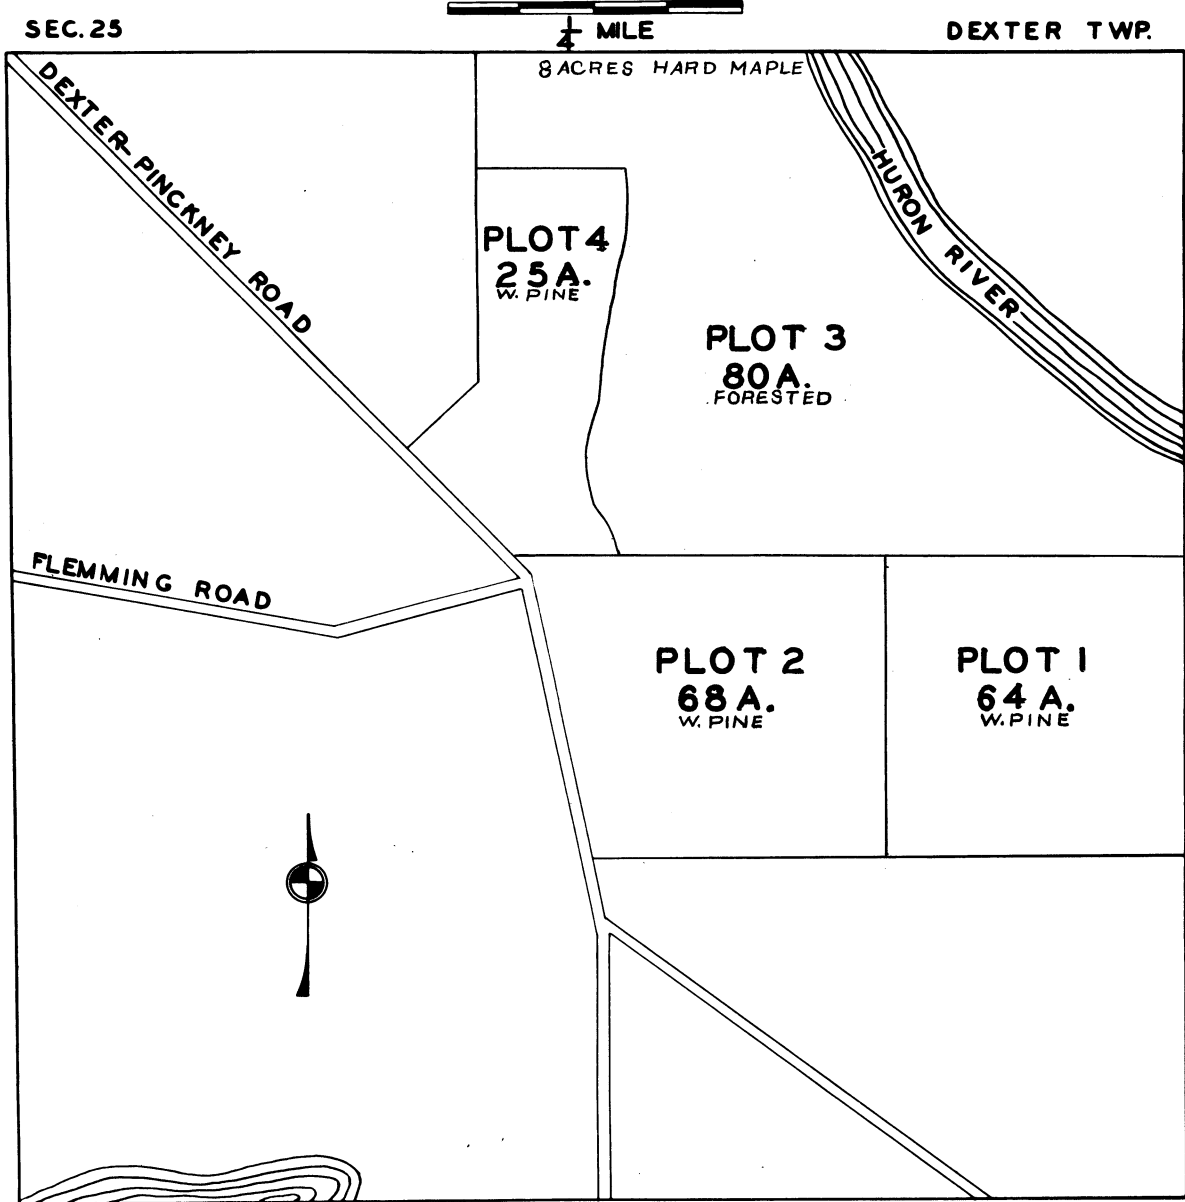 SEC. 25
1/4 MILE
DEXTER TWP.
8 ACRES HARD MAPLE
DEXTER-PINCKNEY ROAD
HURON RIVER
PLOT 4
25 A.
W. PINE
PLOT 3
80 A.
FORESTED
FLEMMING ROAD
PLOT 2
68 A.
W. PINE
PLOT 1
64 A.
W. PINE